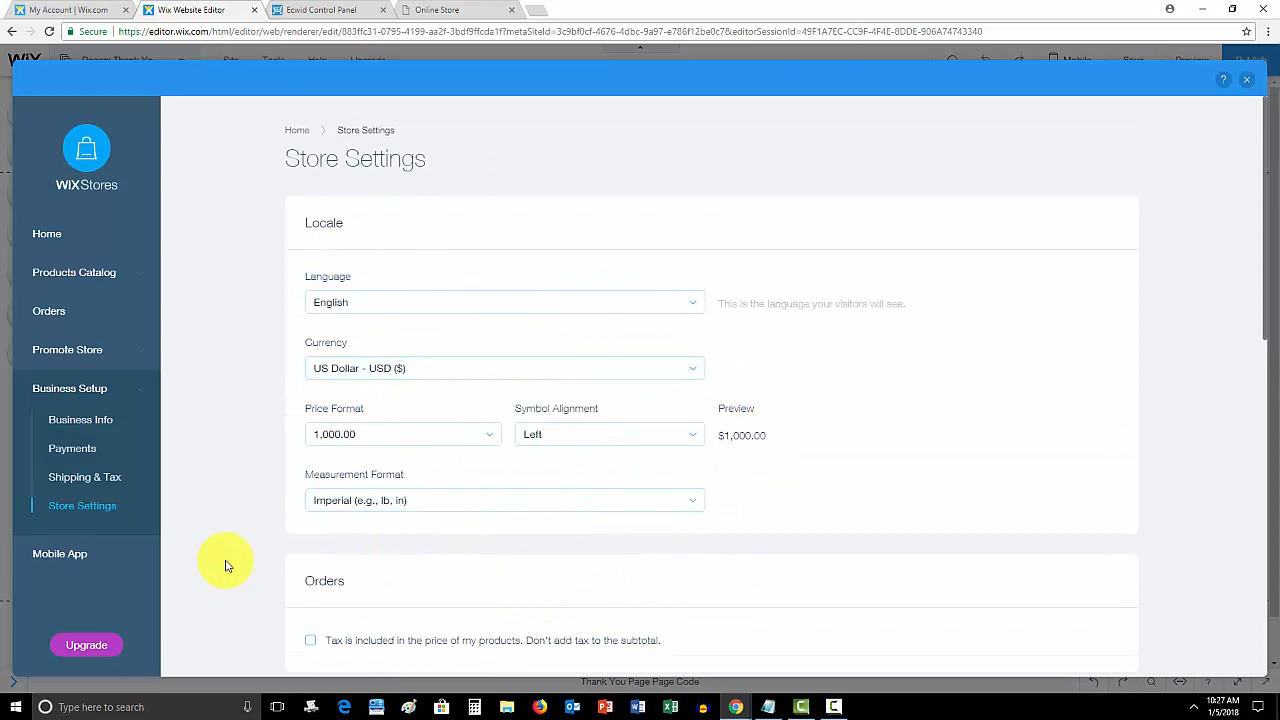 My Account | Wix.com
Wix Website Editor
Ecwid Control Panel
Online Store
Secure | https://editor.wix.com/html/editor/web/renderer/edit/883ffc31-0795-4199-aa2f-3bdf9ffcda1f?metaSiteId=3c9bf0cf-4676-4dbc-9a97-e786f12ef6b2&editorSessionId=49F1A7EC-CC9F-4F4E-8DDE-906A74743340
WiXStores
Home
Products Catalog
Orders
Promote Store
Business Setup
Business Info
Payments
Shipping & Tax
Store Settings
Mobile App
Upgrade
Home
Store Settings
Store Settings
Locale
Language
English
This is the language your visitors will see.
Currency
US Dollar - USD ($)
Price Format
Symbol Alignment
Preview
1,000.00
Left
$1,000.00
Measurement Format
Imperial (e.g., lb, in)
Orders
Tax is included in the price of my products. Don't add tax to the subtotal.
Thank You Page Page Code
Type here to search
10:27 AM
1/5/2018